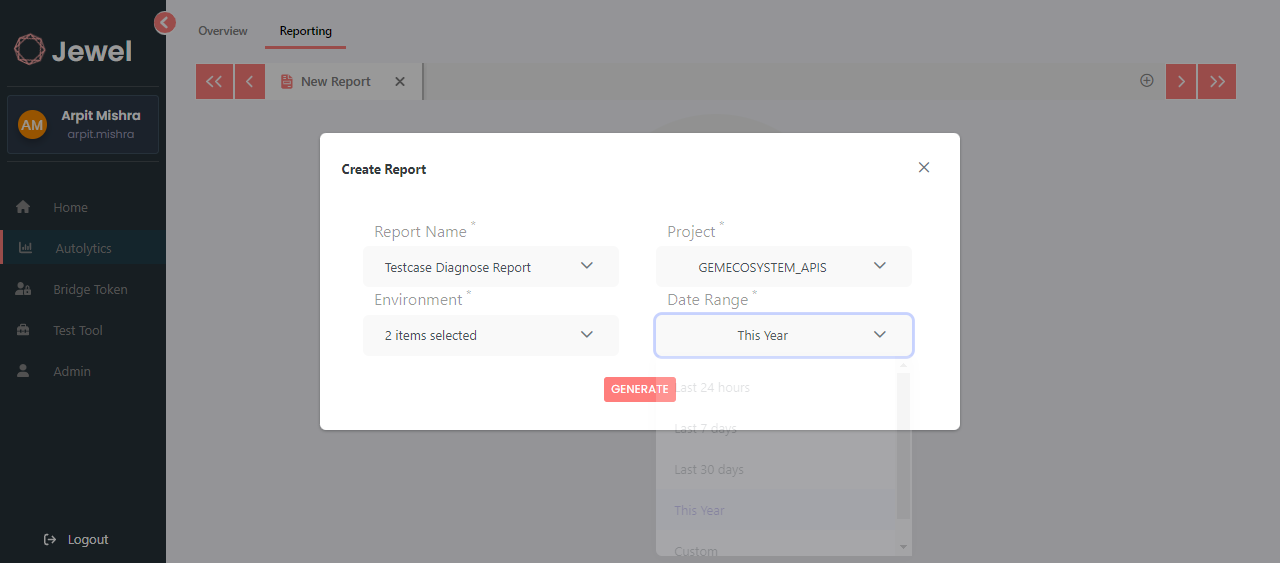 Jewel
AM
Arpit Mishra
arpit.mishra
Home
Autolytics
Bridge Token
Test Tool
Admin
Logout
Overview
Reporting
New Report
Create Report
Report Name *
Project *
Testcase Diagnose Report
GEMECOSYSTEM_APIS
Environment *
Date Range *
2 items selected
This Year
GENERATE
Last 24 hours
Last 7 days
Last 30 days
This Year
Custom